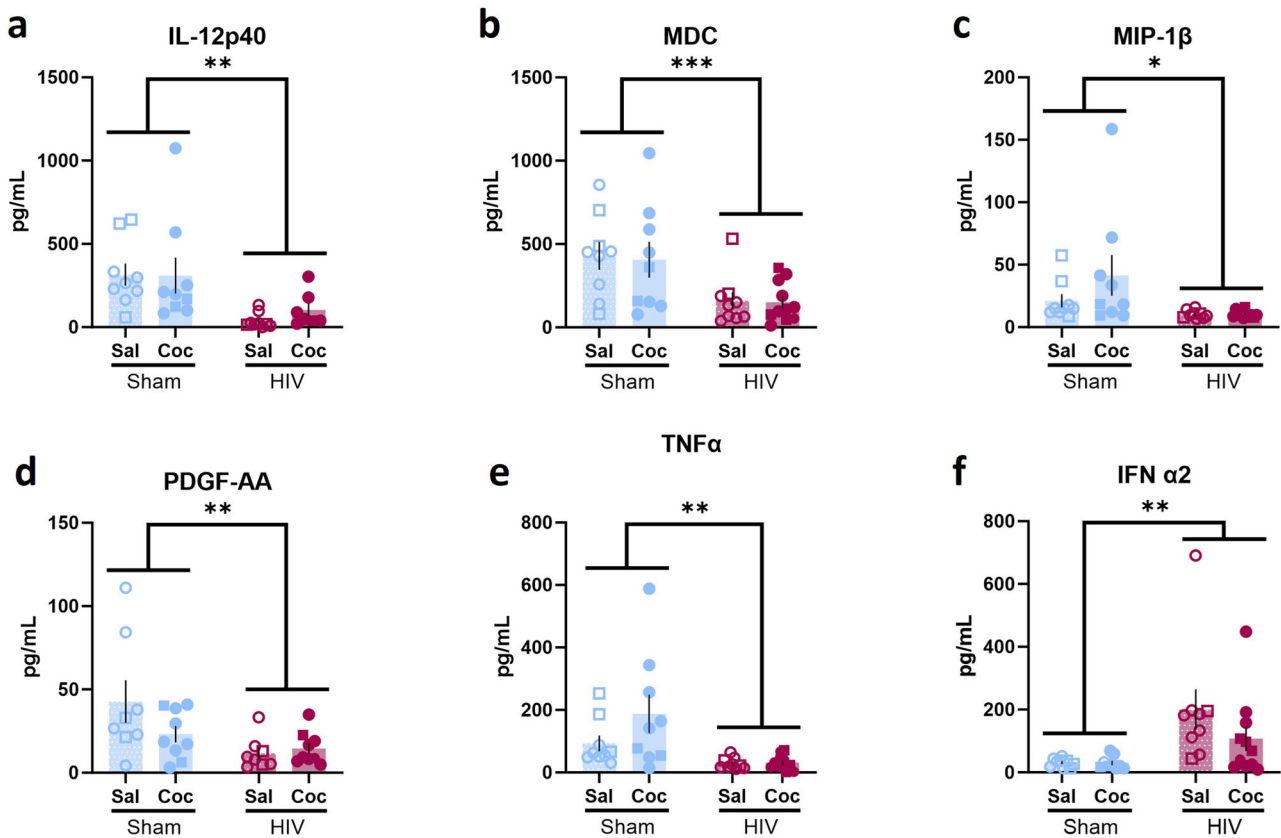 a
IL-12p40
**
1500
1000
500
0
pg/mL
Sal Coc Sal Coc
Sham HIV
b
MDC
***
1500
1000
500
0
pg/mL
Sal Coc Sal Coc
Sham HIV
c
MIP-1β
*
200
150
100
50
0
pg/mL
Sal Coc Sal Coc
Sham HIV
d
PDGF-AA
**
150
100
50
0
pg/mL
Sal Coc Sal Coc
Sham HIV
e
TNFα
**
800
600
400
200
0
pg/mL
Sal Coc Sal Coc
Sham HIV
f
IFN α2
**
800
600
400
200
0
pg/mL
Sal Coc Sal Coc
Sham HIV